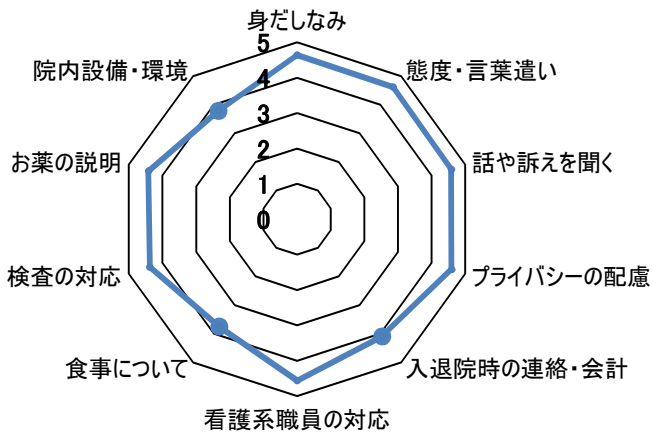 身だしなみ
態度・言葉遣い
話や訴えを聞く
プライバシーの配慮
入退院時の連絡・会計
看護系職員の対応
食事について
検査の対応
お薬の説明
院内設備・環境
5
4
3
2
1
0